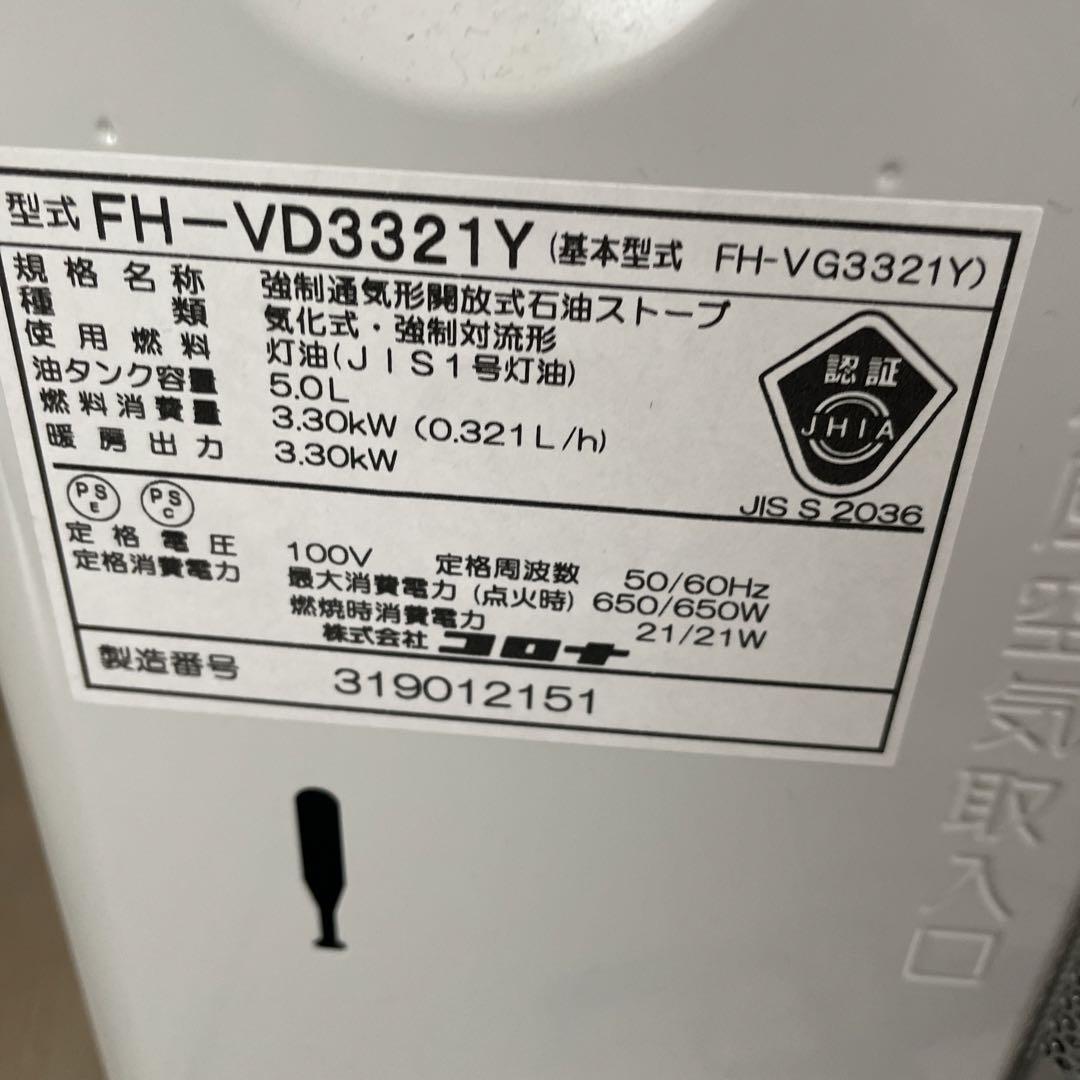 型式 FH-VD3321Y (基本型式 FH-VG3321Y)
規格名称 強制通気形開放式石油ストーブ
種類 気化式・強制対流形
使用燃料 灯油(JIS1号灯油)
油タンク容量 5.0L
燃料消費量 3.30kW (0.321L/h)
暖房出力 3.30kW
認証
JHIA
JIS S 2036
PS E PS C
定格電圧 100V 定格周波数 50/60Hz
定格消費電力 最大消費電力(点火時) 650/650W
燃焼時消費電力 21/21W
株式会社 コロナ
製造番号 319012151
空気取入口